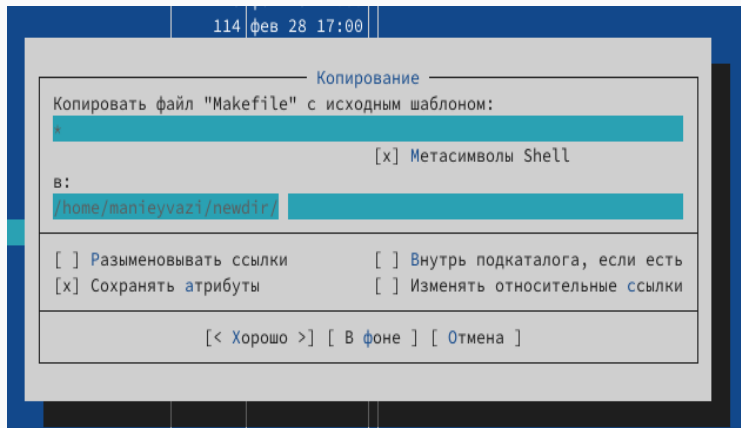 114 фев 28 17:00
Копирование
Копировать файл "Makefile" с исходным шаблоном:
*
[x] Метасимволы Shell
в:
/home/manieyvazi/newdir/
[ ] Разыменовывать ссылки [ ] Внутрь подкаталога, если есть
[x] Сохранять атрибуты [ ] Изменять относительные ссылки
[< Хорошо >] [ В фоне ] [ Отмена ]